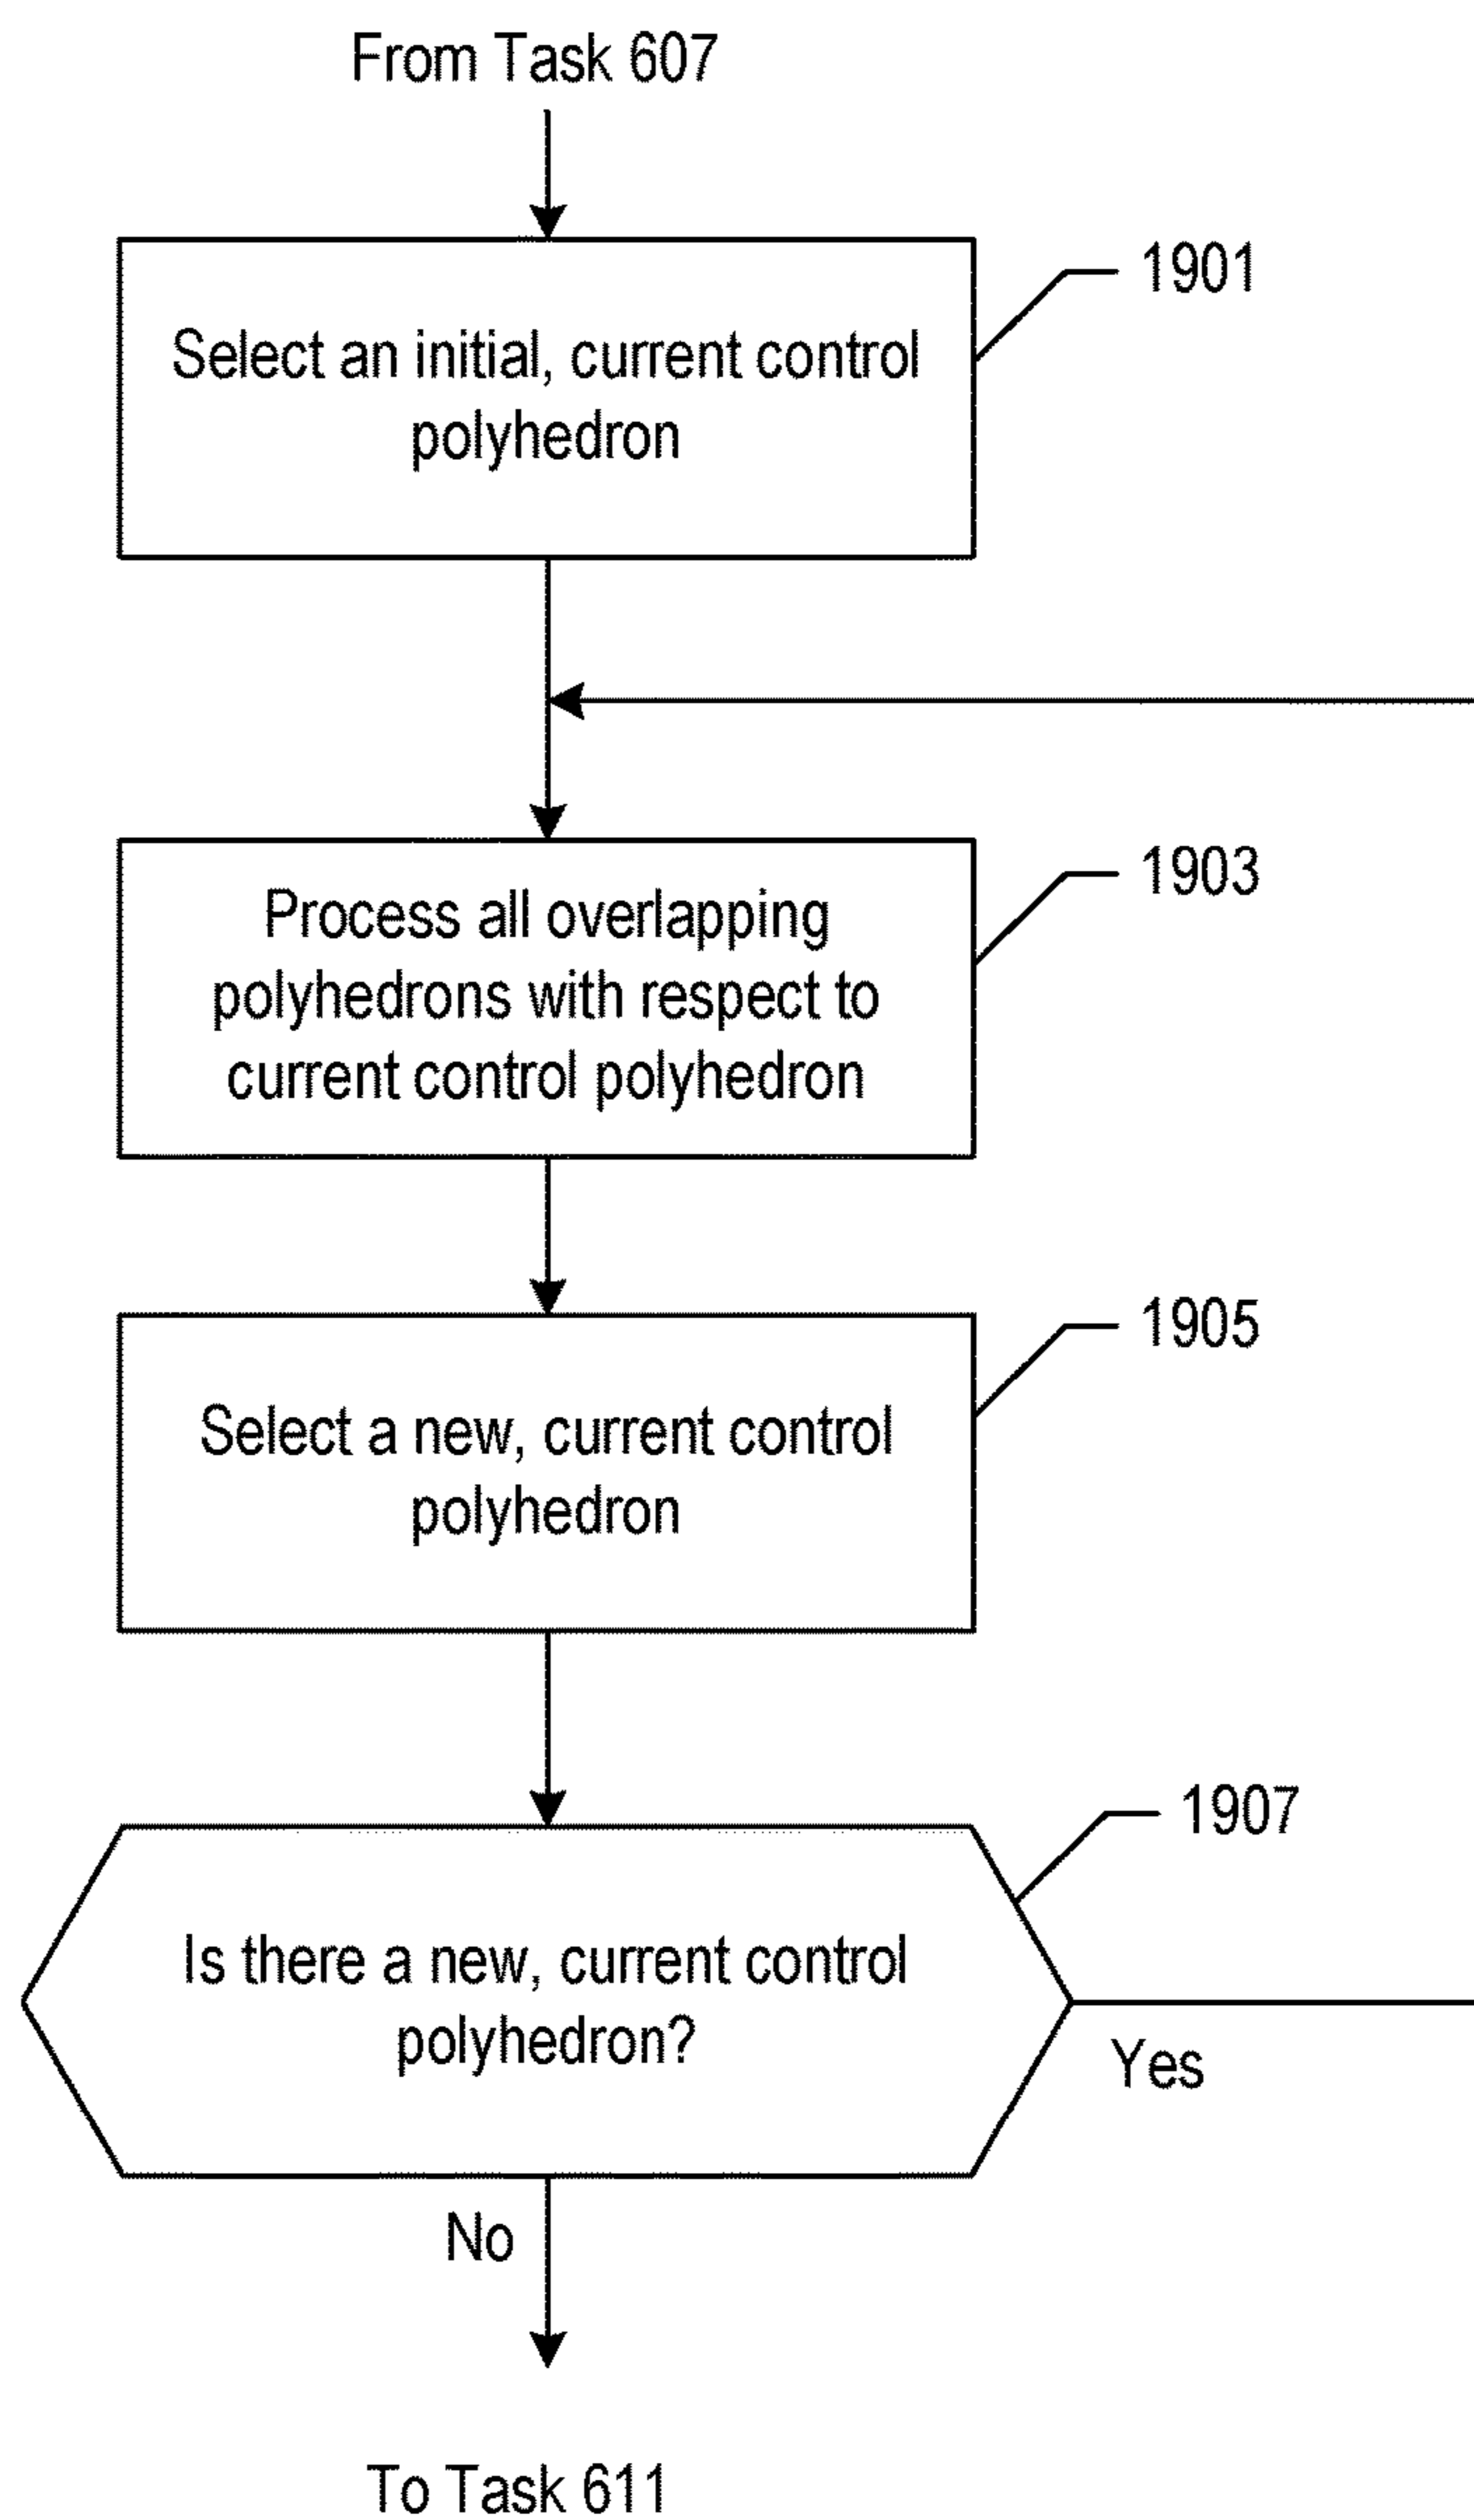 From Task 607
1901
Select an initial, current control
polyhedron
1903
Process all overlapping
polyhedrons with respect to
current control polyhedron
1905
Select a new, current control
polyhedron
1907
Is there a new, current control
polyhedron?
Yes
No
To Task 611